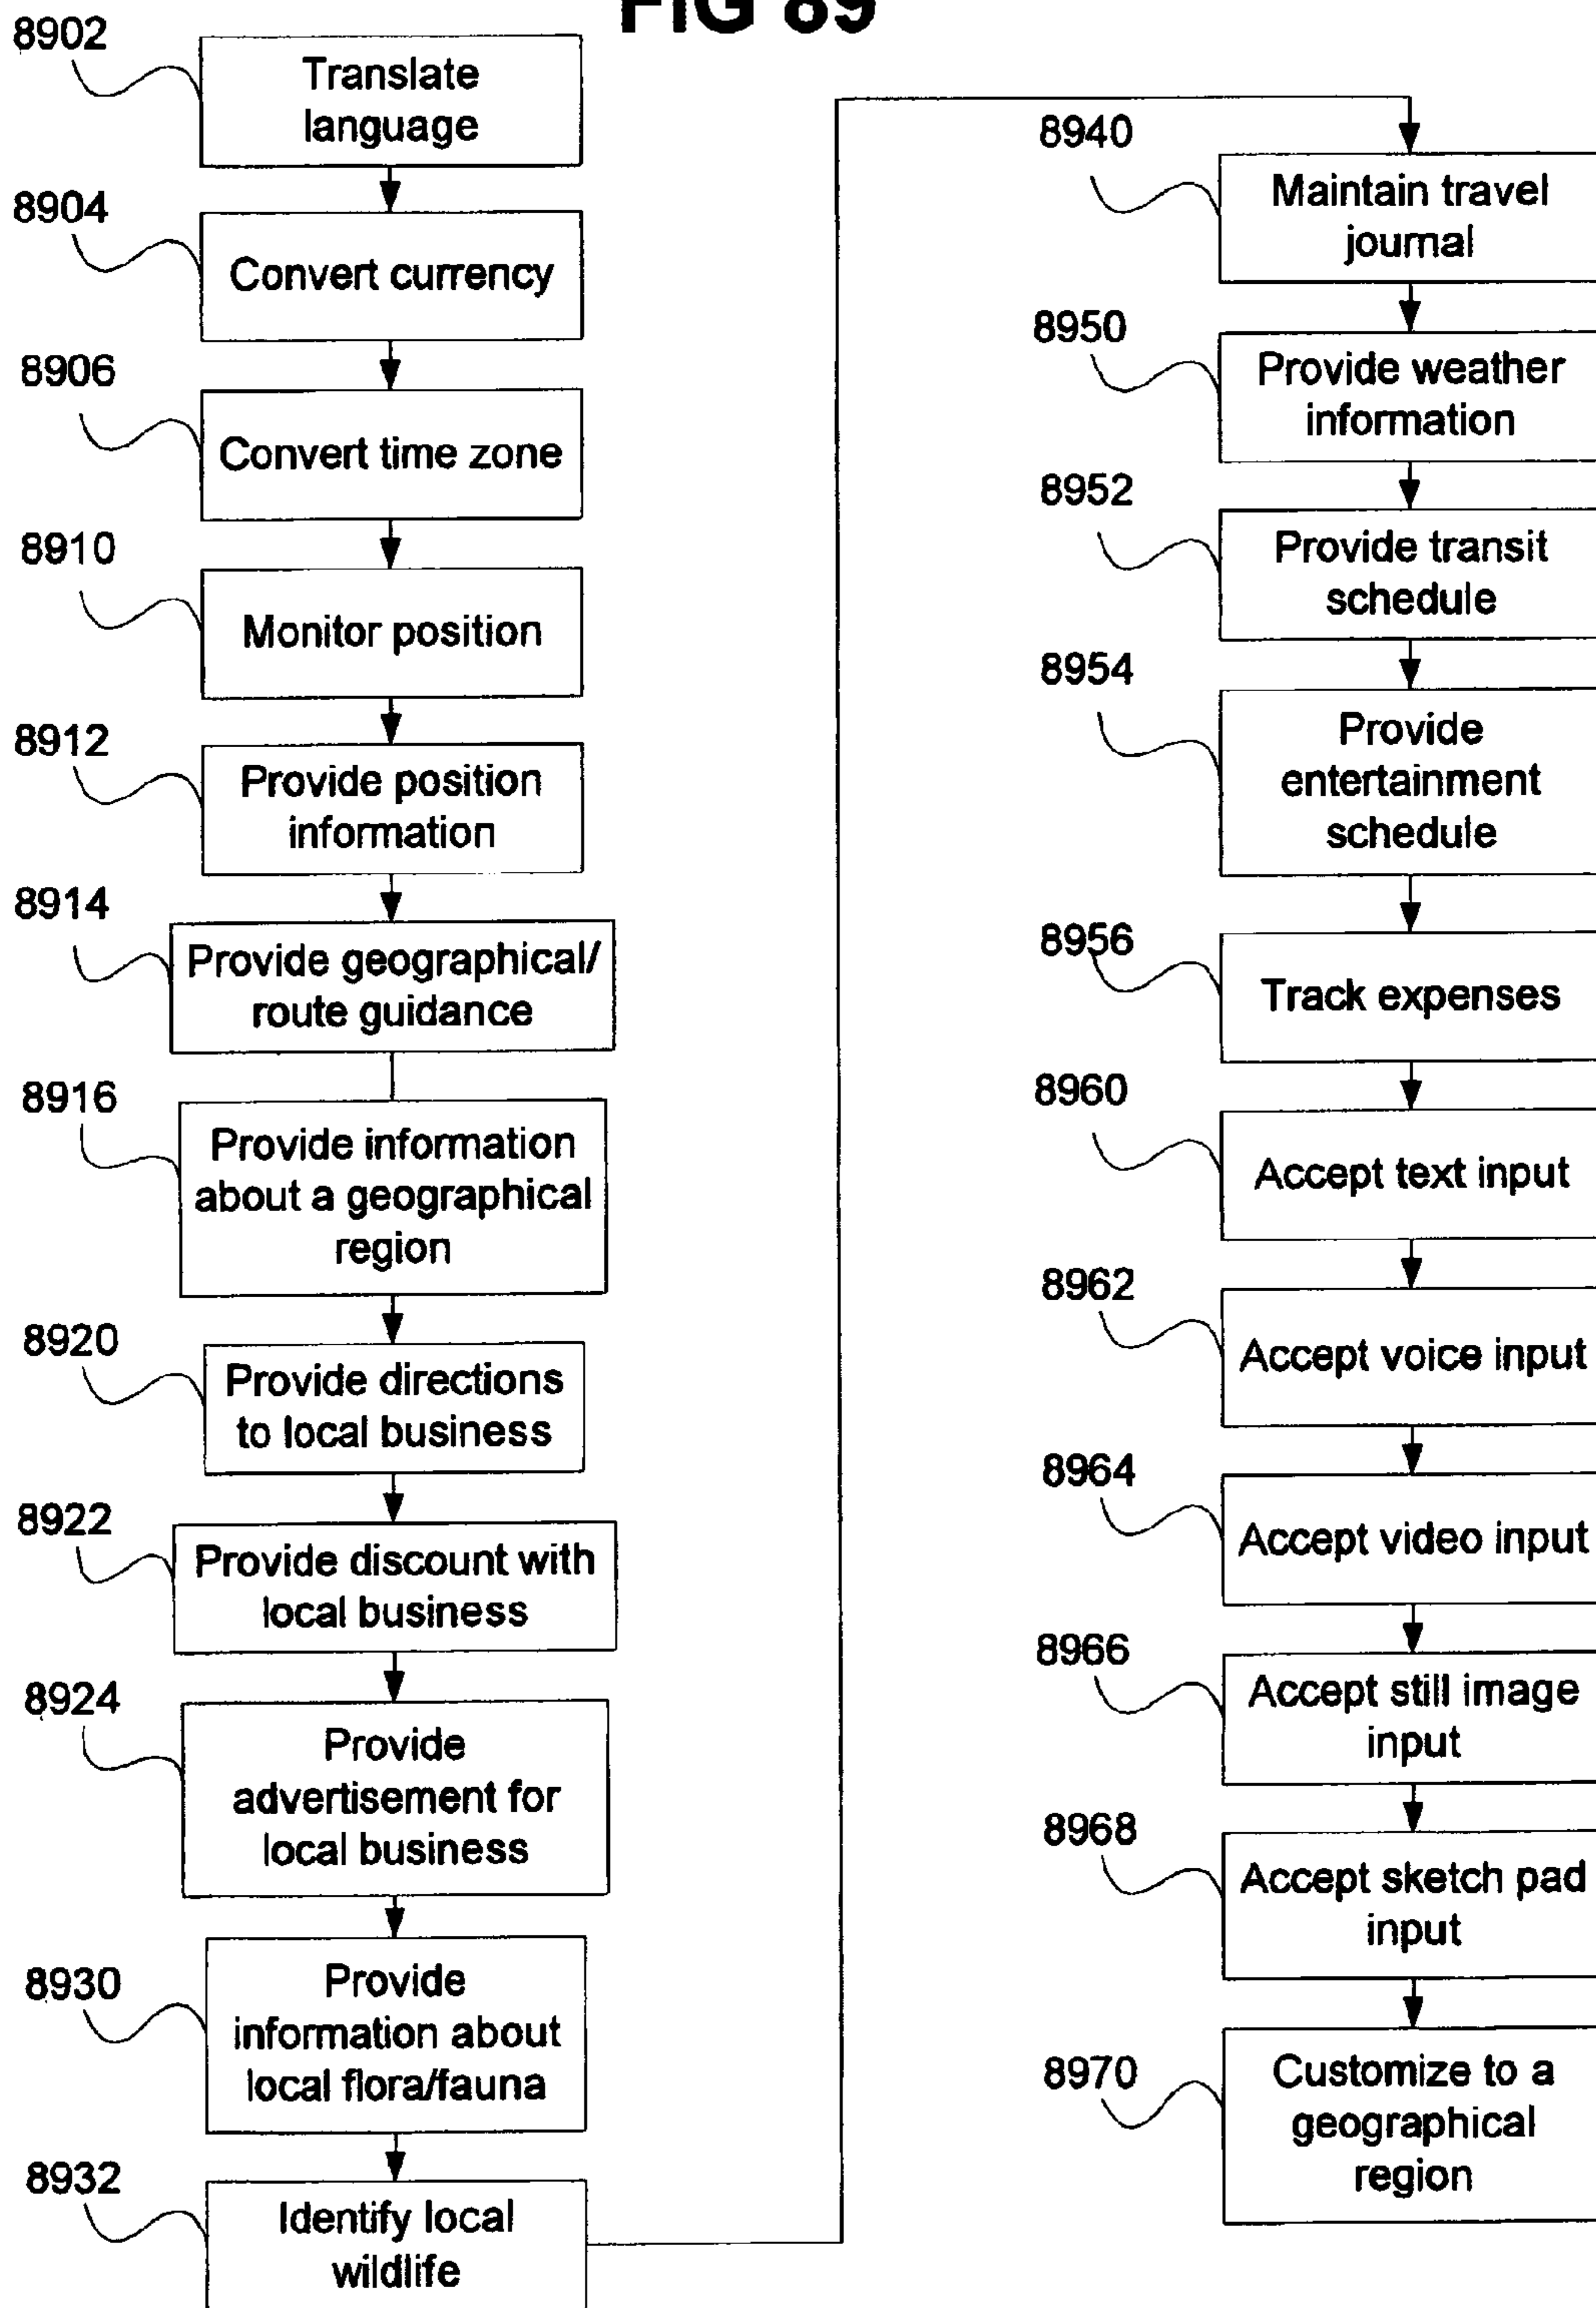 FIG 89
8902
Translate
language
8904
Convert currency
8906
Convert time zone
8910
Monitor position
8912
Provide position
information
8914
Provide geographical/
route guidance
8916
Provide information
about a geographical
region
8920
Provide directions
to local business
8922
Provide discount with
local business
8924
Provide
advertisement for
local business
8930
Provide
information about
local flora/fauna
8932
Identify local
wildlife
8940
Maintain travel
journal
8950
Provide weather
information
8952
Provide transit
schedule
8954
Provide
entertainment
schedule
8956
Track expenses
8960
Accept text input
8962
Accept voice input
8964
Accept video input
8966
Accept still image
input
8968
Accept sketch pad
input
8970
Customize to a
geographical
region